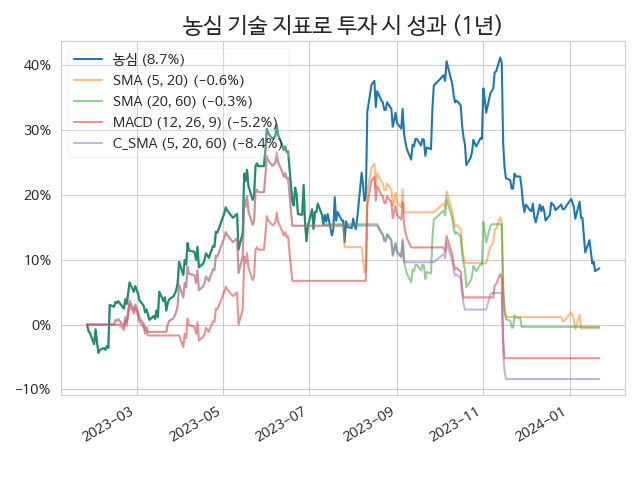 농심 기술 지표로 투자 시 성과 (1년)
농심 (8.7%)
SMA (5, 20) (−0.6%)
SMA (20, 60) (−0.3%)
MACD (12, 26, 9) (−5.2%)
C_SMA (5, 20, 60) (−8.4%)
40%
30%
20%
10%
0%
−10%
2023−03
2023−05
2023−07
2023−09
2023−11
2024−01